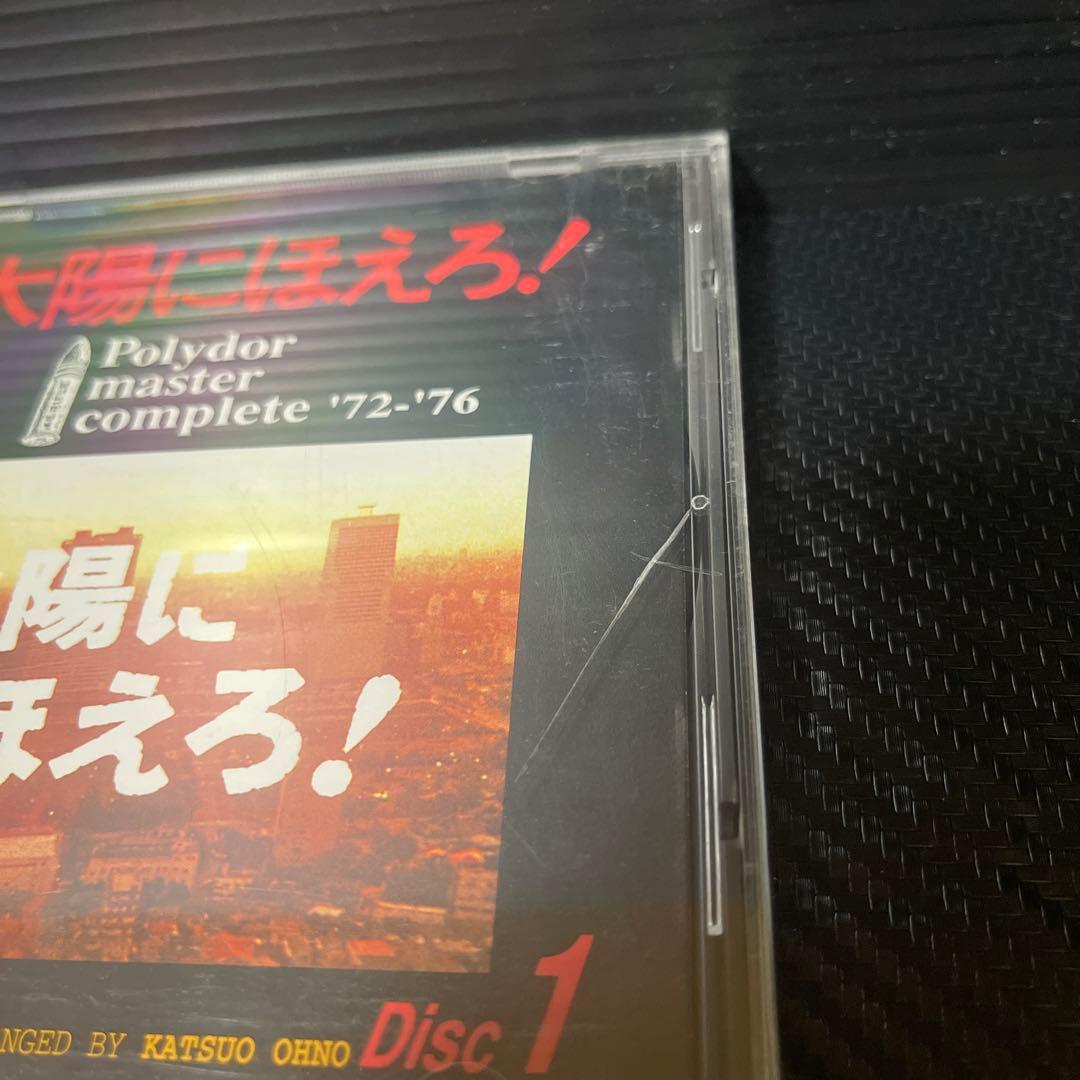 太陽にほえろ!
Polydor
master
complete '72-'76
陽に
ほえろ!
NGED BY KATSUO OHNO
Disc 1